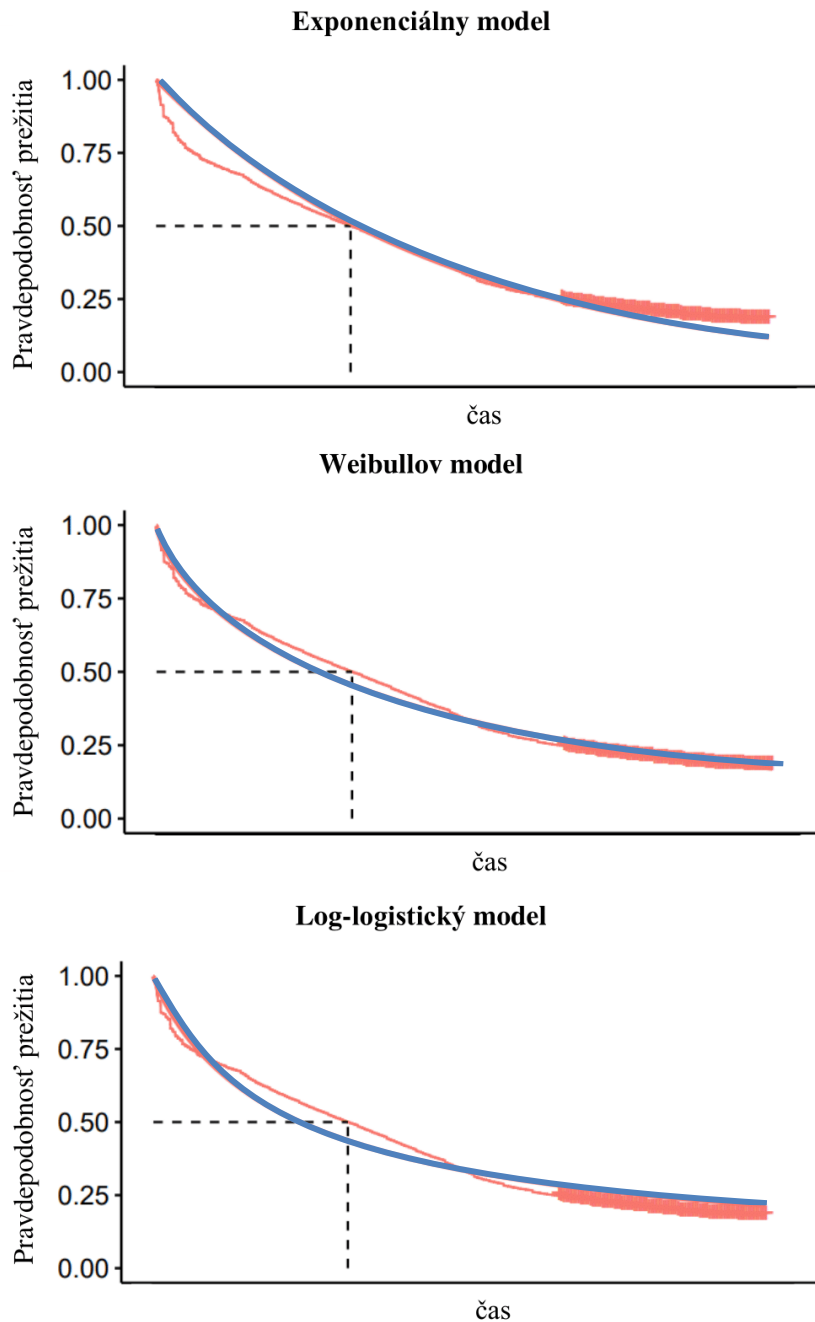 Exponenciálny model
Pravdepodobnosť prežitia
1.00
0.75
0.50
0.25
0.00
čas
Weibullov model
Pravdepodobnosť prežitia
1.00
0.75
0.50
0.25
0.00
čas
Log-logistický model
Pravdepodobnosť prežitia
1.00
0.75
0.50
0.25
0.00
čas